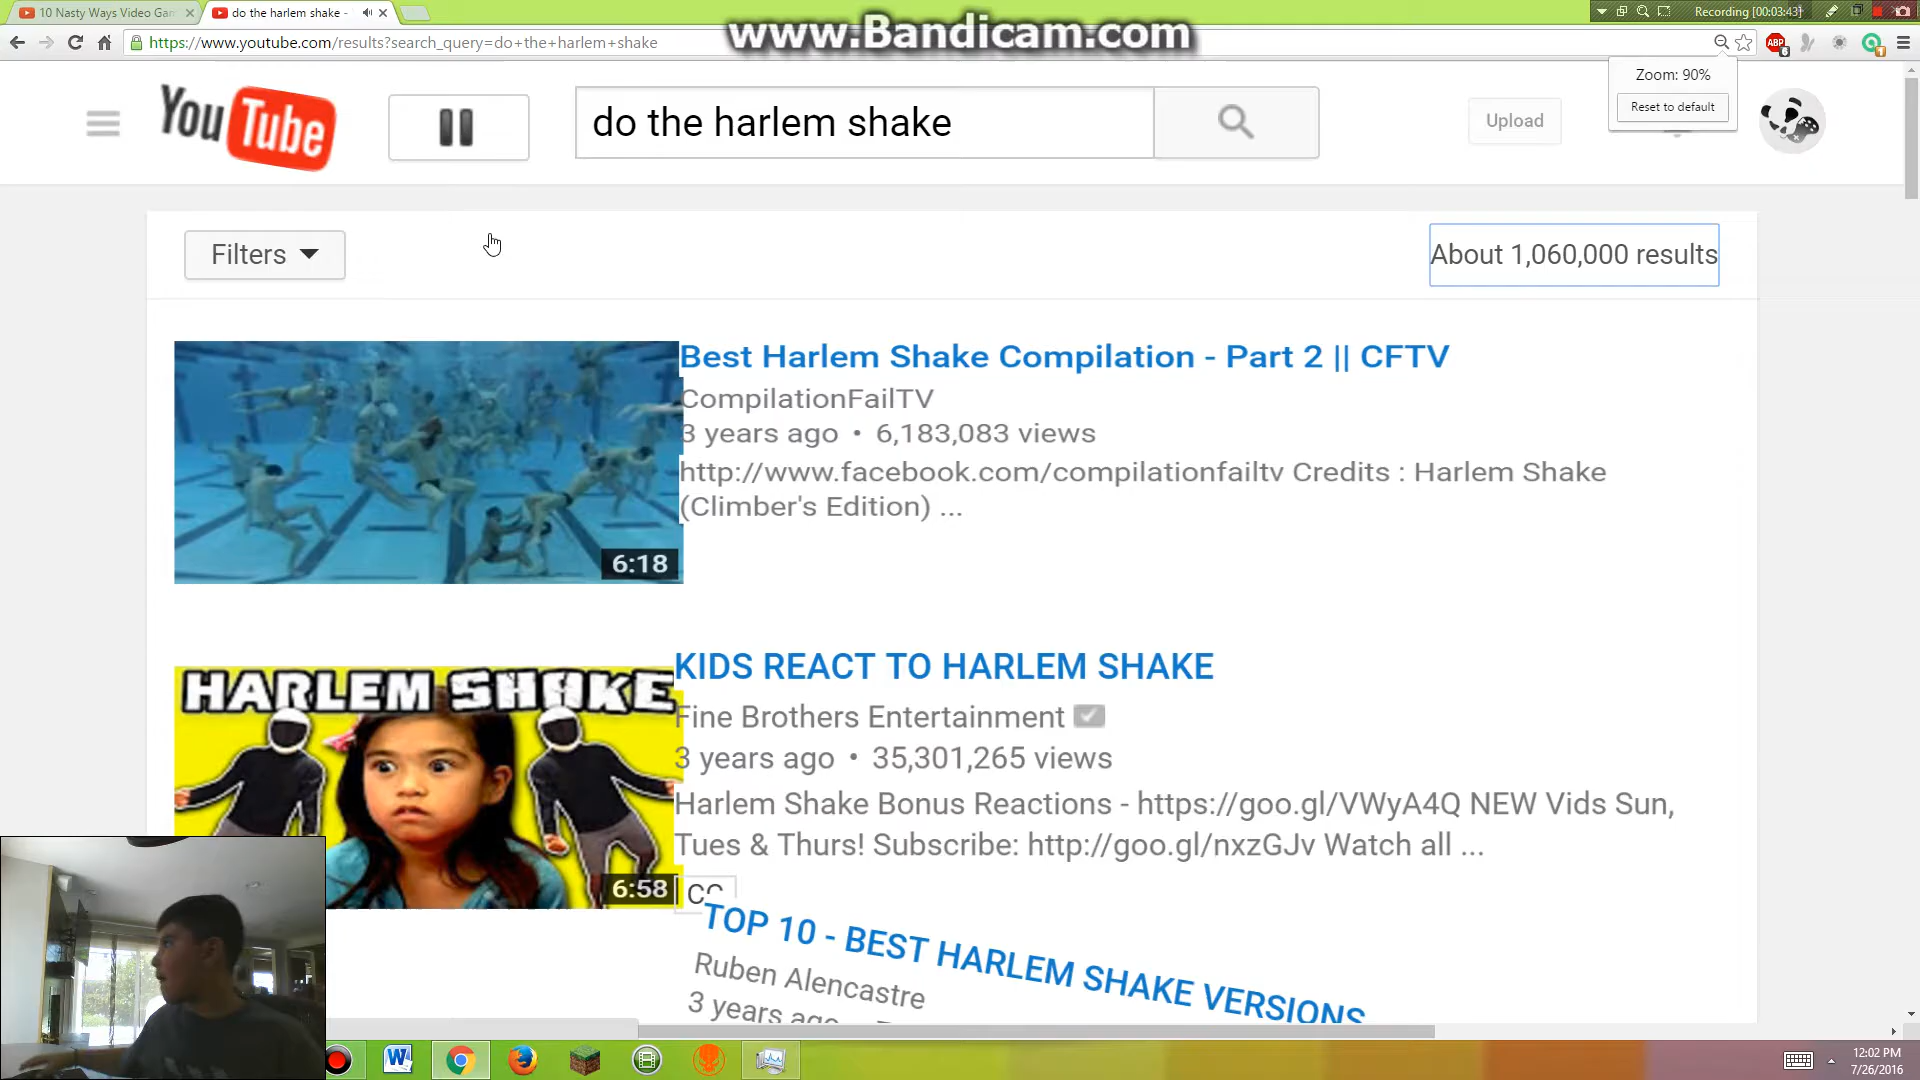 10 Nasty Ways Video Gam
do the harlem shake -
www.Bandicam.com
Recording [00:03:43]
https://www.youtube.com/results?search_query=do+the+harlem+shake
ABP
Zoom: 90%
Reset to default
YouTube
do the harlem shake
Upload
Filters
About 1,060,000 results
Best Harlem Shake Compilation - Part 2 || CFTV
CompilationFailTV
3 years ago • 6,183,083 views
http://www.facebook.com/compilationfailtv Credits : Harlem Shake
(Climber's Edition) ...
6:18
HARLEM SHAKE
KIDS REACT TO HARLEM SHAKE
Fine Brothers Entertainment
3 years ago • 35,301,265 views
Harlem Shake Bonus Reactions - https://goo.gl/VWyA4Q NEW Vids Sun,
Tues & Thurs! Subscribe: http://goo.gl/nxzGJv Watch all ...
6:58
CC
TOP 10 - BEST HARLEM SHAKE VERSIONS
Ruben Alencastre
3 years ago
12:02 PM
7/26/2016